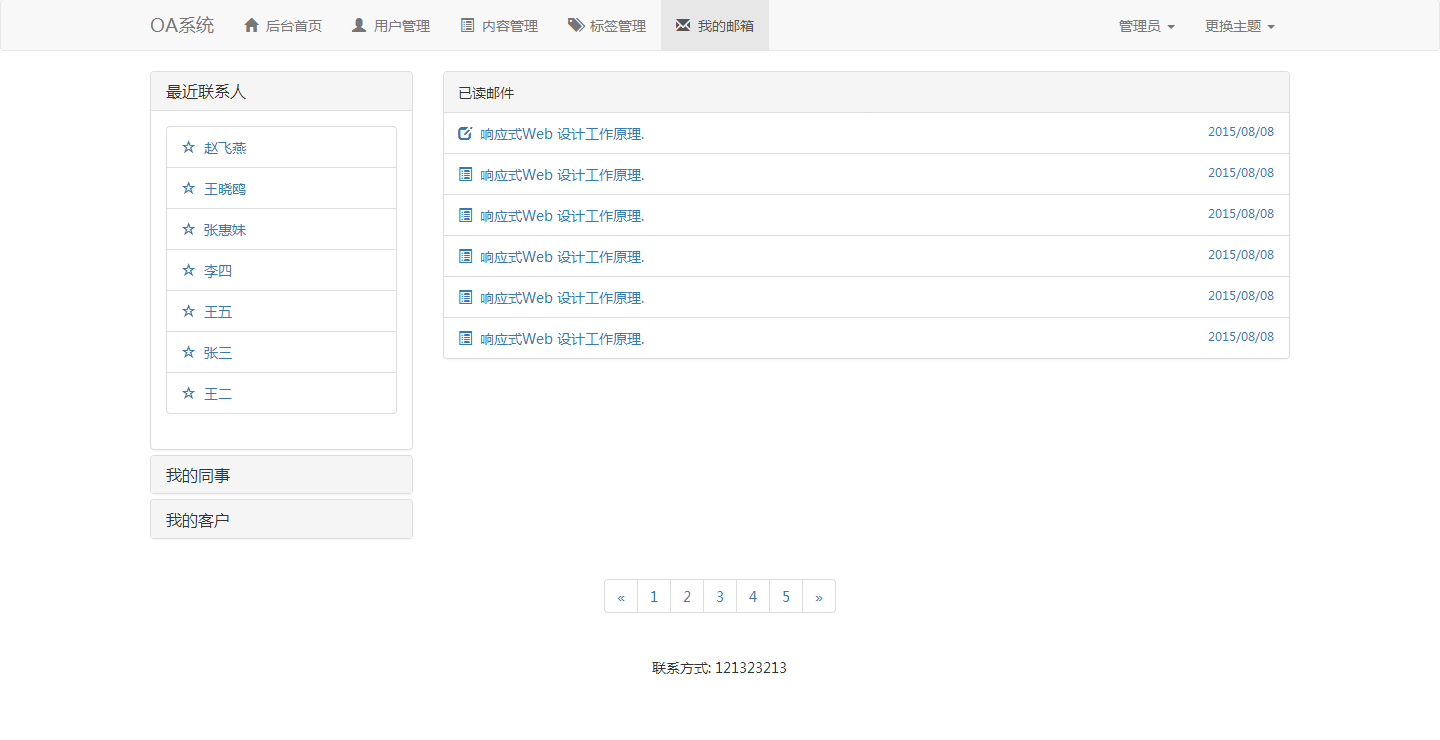 OA系统 后台首页 用户管理 内容管理 标签管理 我的邮箱 管理员 更换主题
最近联系人
赵飞燕
王晓鸥
张惠妹
李四
王五
张三
王二
我的同事
我的客户
已读邮件
响应式Web 设计工作原理. 2015/08/08
响应式Web 设计工作原理. 2015/08/08
响应式Web 设计工作原理. 2015/08/08
响应式Web 设计工作原理. 2015/08/08
响应式Web 设计工作原理. 2015/08/08
响应式Web 设计工作原理. 2015/08/08
« 1 2 3 4 5 »
联系方式: 121323213